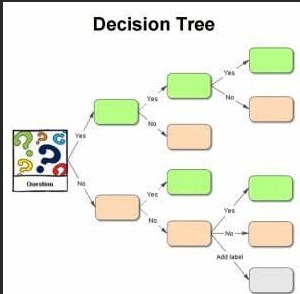 Decision Tree
Yes
No
Yes
Yes
No
Question
No
Yes
No
Yes
No
Add label